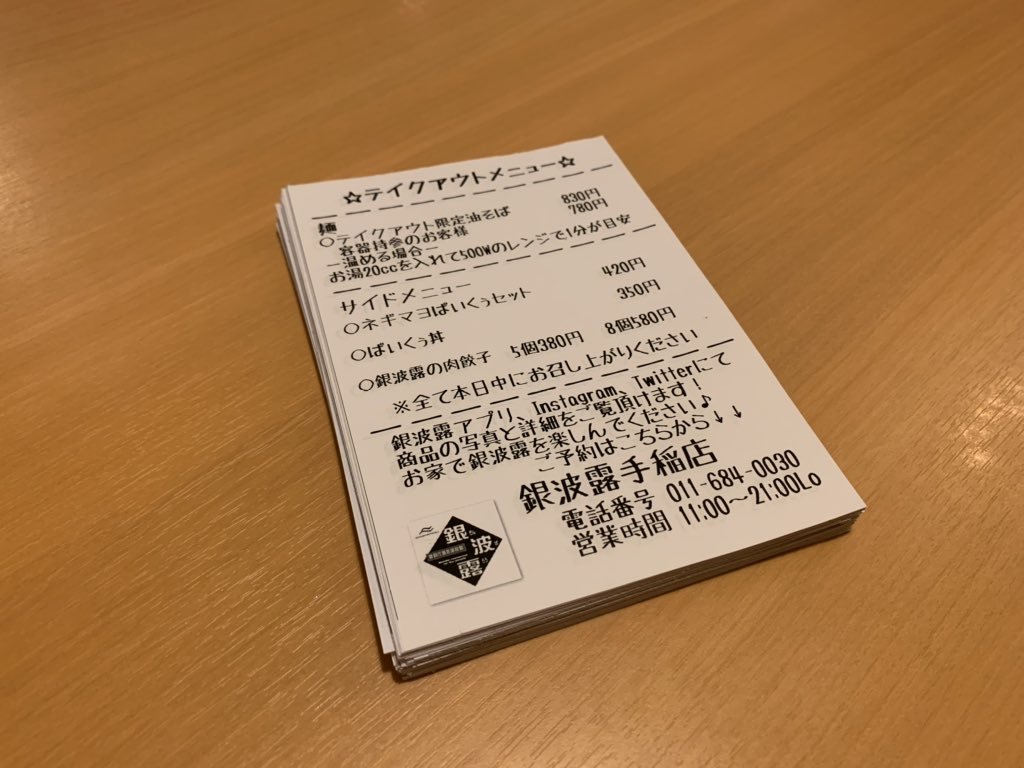 ☆テイクアウトメニュー☆
麺
○テイクアウト限定油そば 830円
容器持参のお客様 780円
-温める場合-
お湯20ccを入れて500Wのレンジで1分が目安
サイドメニュー
○ネギマヨぱいくぅセット 420円
○ぱいくぅ丼 350円
○銀波露の肉餃子 5個380円 8個580円
※全て本日中にお召し上がりください
銀波露アプリ、Instagram、Twitterにて
商品の写真と詳細をご覧頂けます!
お家で銀波露を楽しんでください♪
ご予約はこちらから↓↓
銀波露手稲店
電話番号 011-684-0030
営業時間 11:00～21:00Lo
銀
波
露